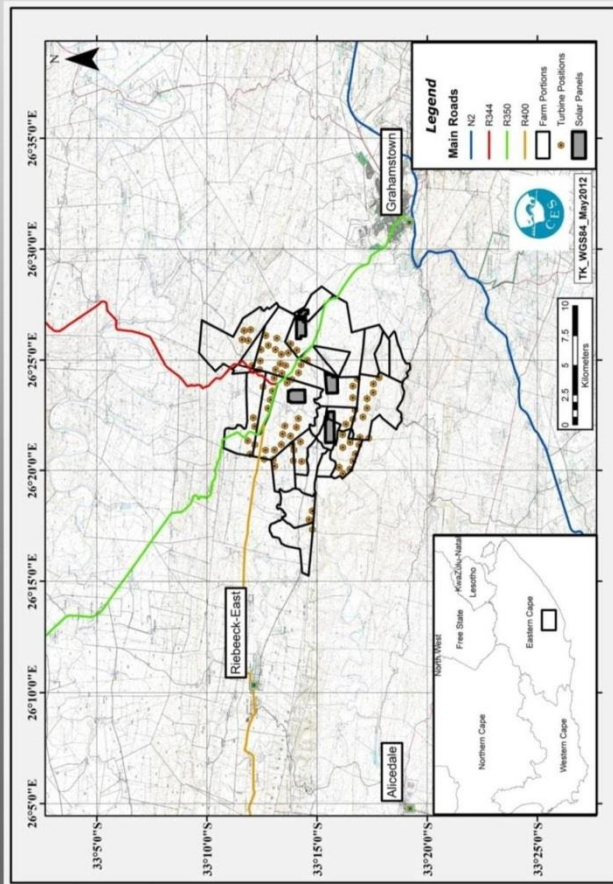 N
26°5'0"E
26°10'0"E
26°15'0"E
26°20'0"E
26°25'0"E
26°30'0"E
26°35'0"E
33°5'0"S
33°10'0"S
33°15'0"S
33°20'0"S
33°25'0"S
Riebeeck-East
Alicedale
Grahamstown
Legend
Main Roads
N2
R344
R350
R400
Farm Portions
Turbine Positions
Solar Panels
CES
TK_WGS84_May2012
0 2.5 5 7.5 10
Kilometers
North West
Free State
KwaZulu-Natal
Lesotho
Northern Cape
Eastern Cape
Western Cape